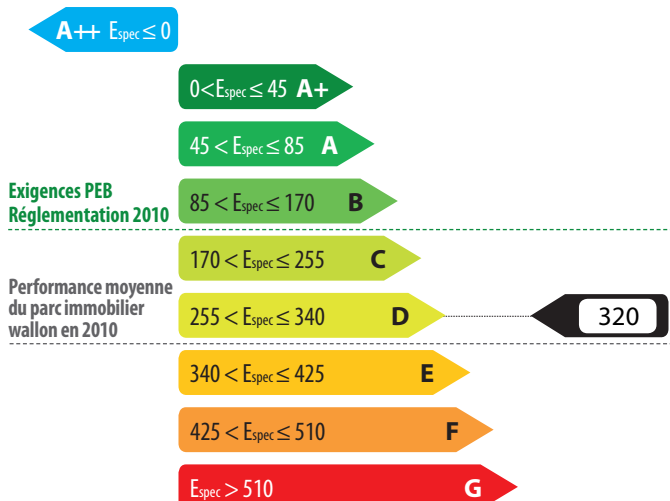 A++ Espec ≤ 0
0<Espec ≤ 45 A+
45 < Espec ≤ 85 A
Exigences PEB
Réglementation 2010
85 < Espec ≤ 170 B
170 < Espec ≤ 255 C
Performance moyenne
du parc immobilier
wallon en 2010
255 < Espec ≤ 340 D
320
340 < Espec ≤ 425 E
425 < Espec ≤ 510 F
Espec > 510 G